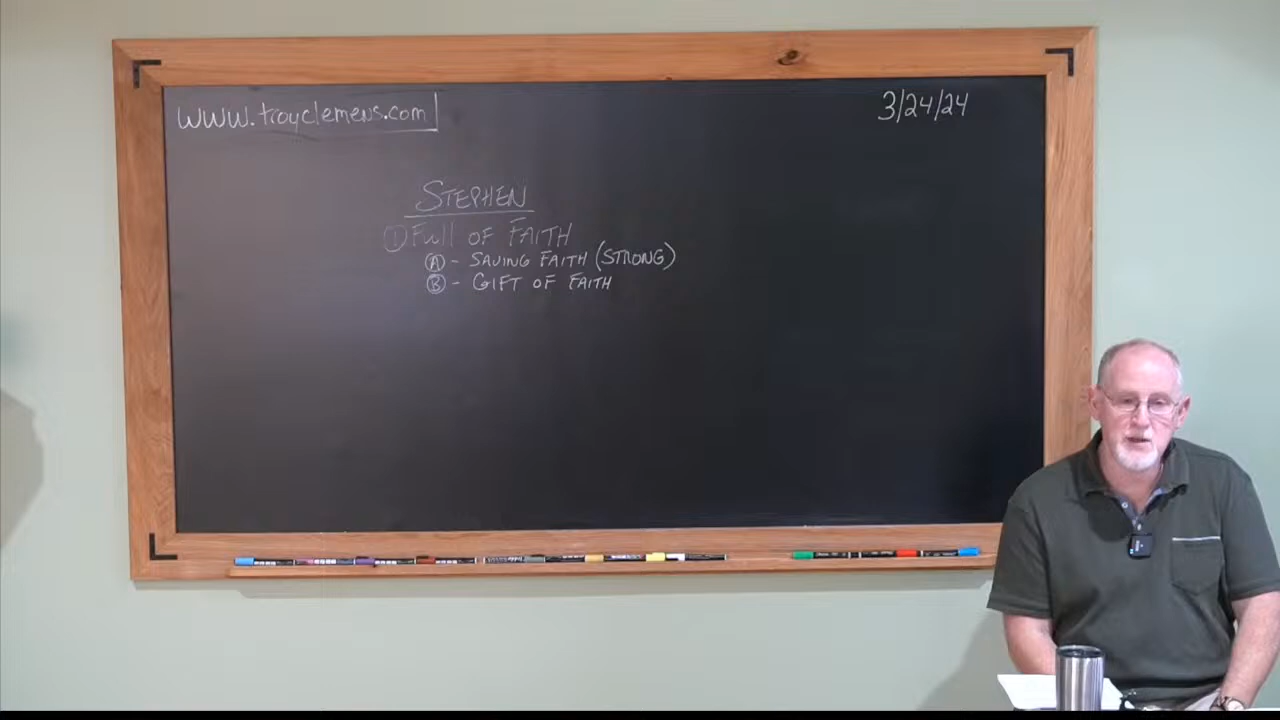 www.troyclemens.com
3/24/24
STEPHEN
① Full OF FAITH
Ⓐ - SAVING FAITH (STRONG)
Ⓑ - GIFT OF FAITH